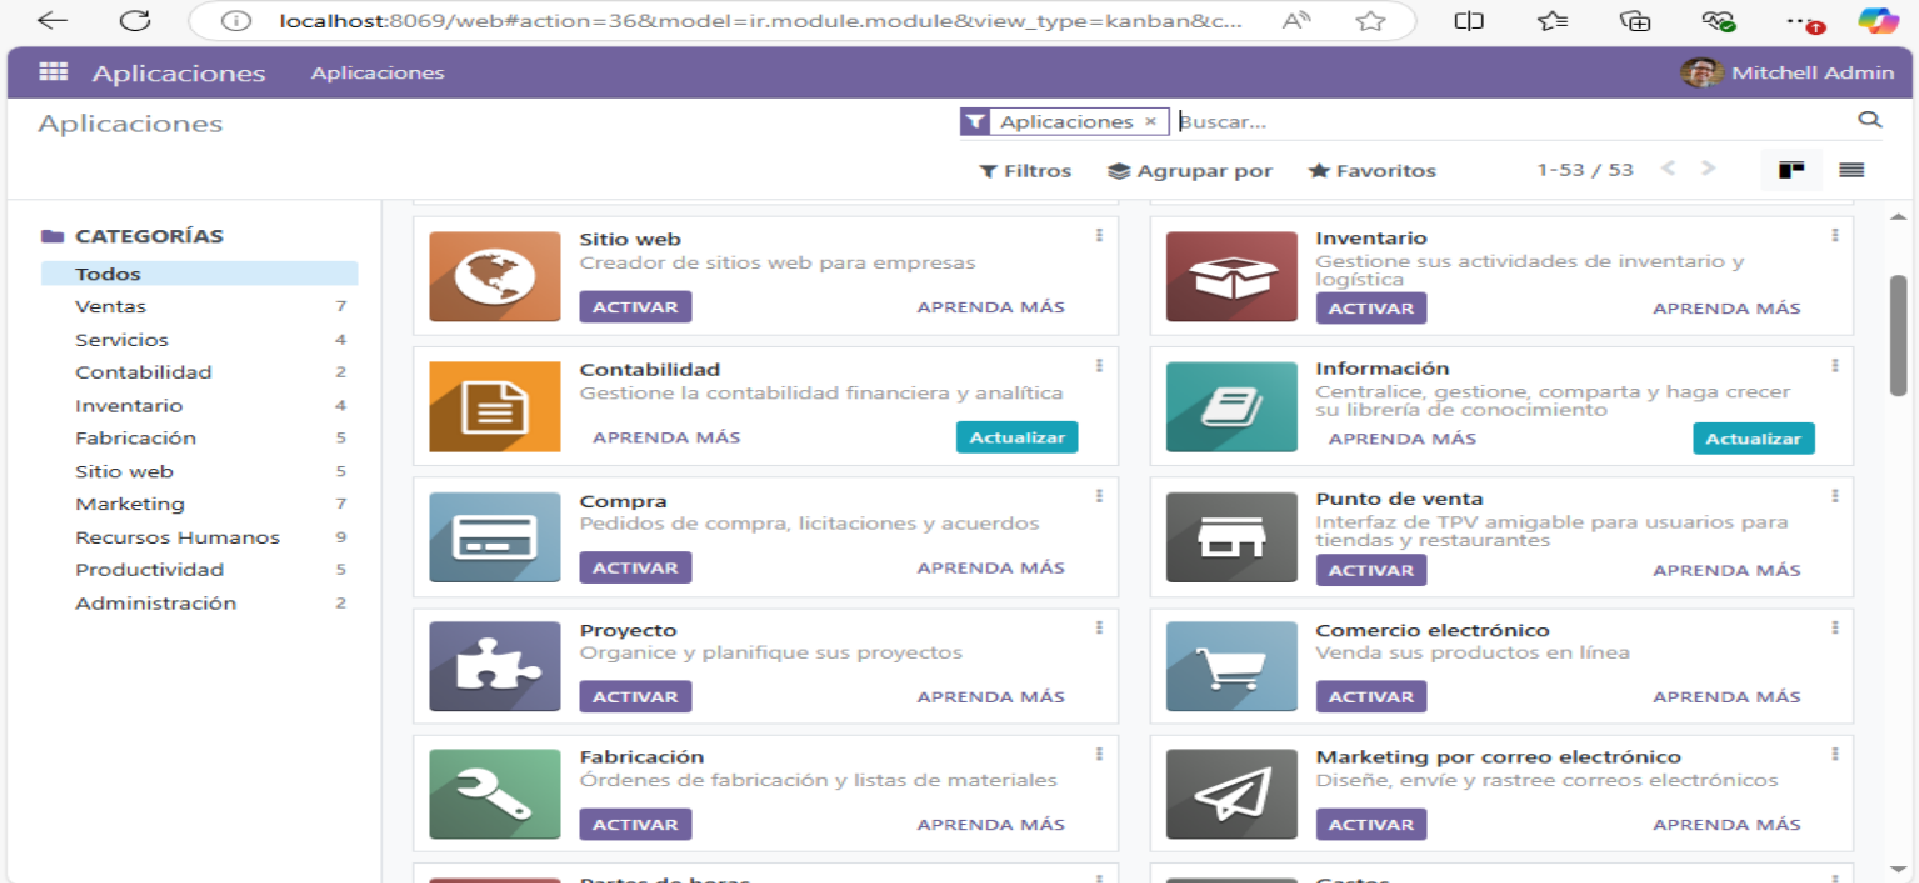 localhost:8069/web#action=36&model=ir.module.module&view_type=kanban&c...
Aplicaciones
Aplicaciones
Mitchell Admin
Aplicaciones
Aplicaciones ×
Buscar...
Filtros
Agrupar por
Favoritos
1-53 / 53
CATEGORÍAS
Todos
Ventas 7
Servicios 4
Contabilidad 2
Inventario 4
Fabricación 5
Sitio web 5
Marketing 7
Recursos Humanos 9
Productividad 5
Administración 2
Sitio web
Creador de sitios web para empresas
ACTIVAR
APRENDA MÁS
Inventario
Gestione sus actividades de inventario y
logística
ACTIVAR
APRENDA MÁS
Contabilidad
Gestione la contabilidad financiera y analítica
APRENDA MÁS
Actualizar
Información
Centralice, gestione, comparta y haga crecer
su librería de conocimiento
APRENDA MÁS
Actualizar
Compra
Pedidos de compra, licitaciones y acuerdos
ACTIVAR
APRENDA MÁS
Punto de venta
Interfaz de TPV amigable para usuarios para
tiendas y restaurantes
ACTIVAR
APRENDA MÁS
Proyecto
Organice y planifique sus proyectos
ACTIVAR
APRENDA MÁS
Comercio electrónico
Venda sus productos en línea
ACTIVAR
APRENDA MÁS
Fabricación
Órdenes de fabricación y listas de materiales
ACTIVAR
APRENDA MÁS
Marketing por correo electrónico
Diseñe, envíe y rastree correos electrónicos
ACTIVAR
APRENDA MÁS
Partes de horas
Gastos